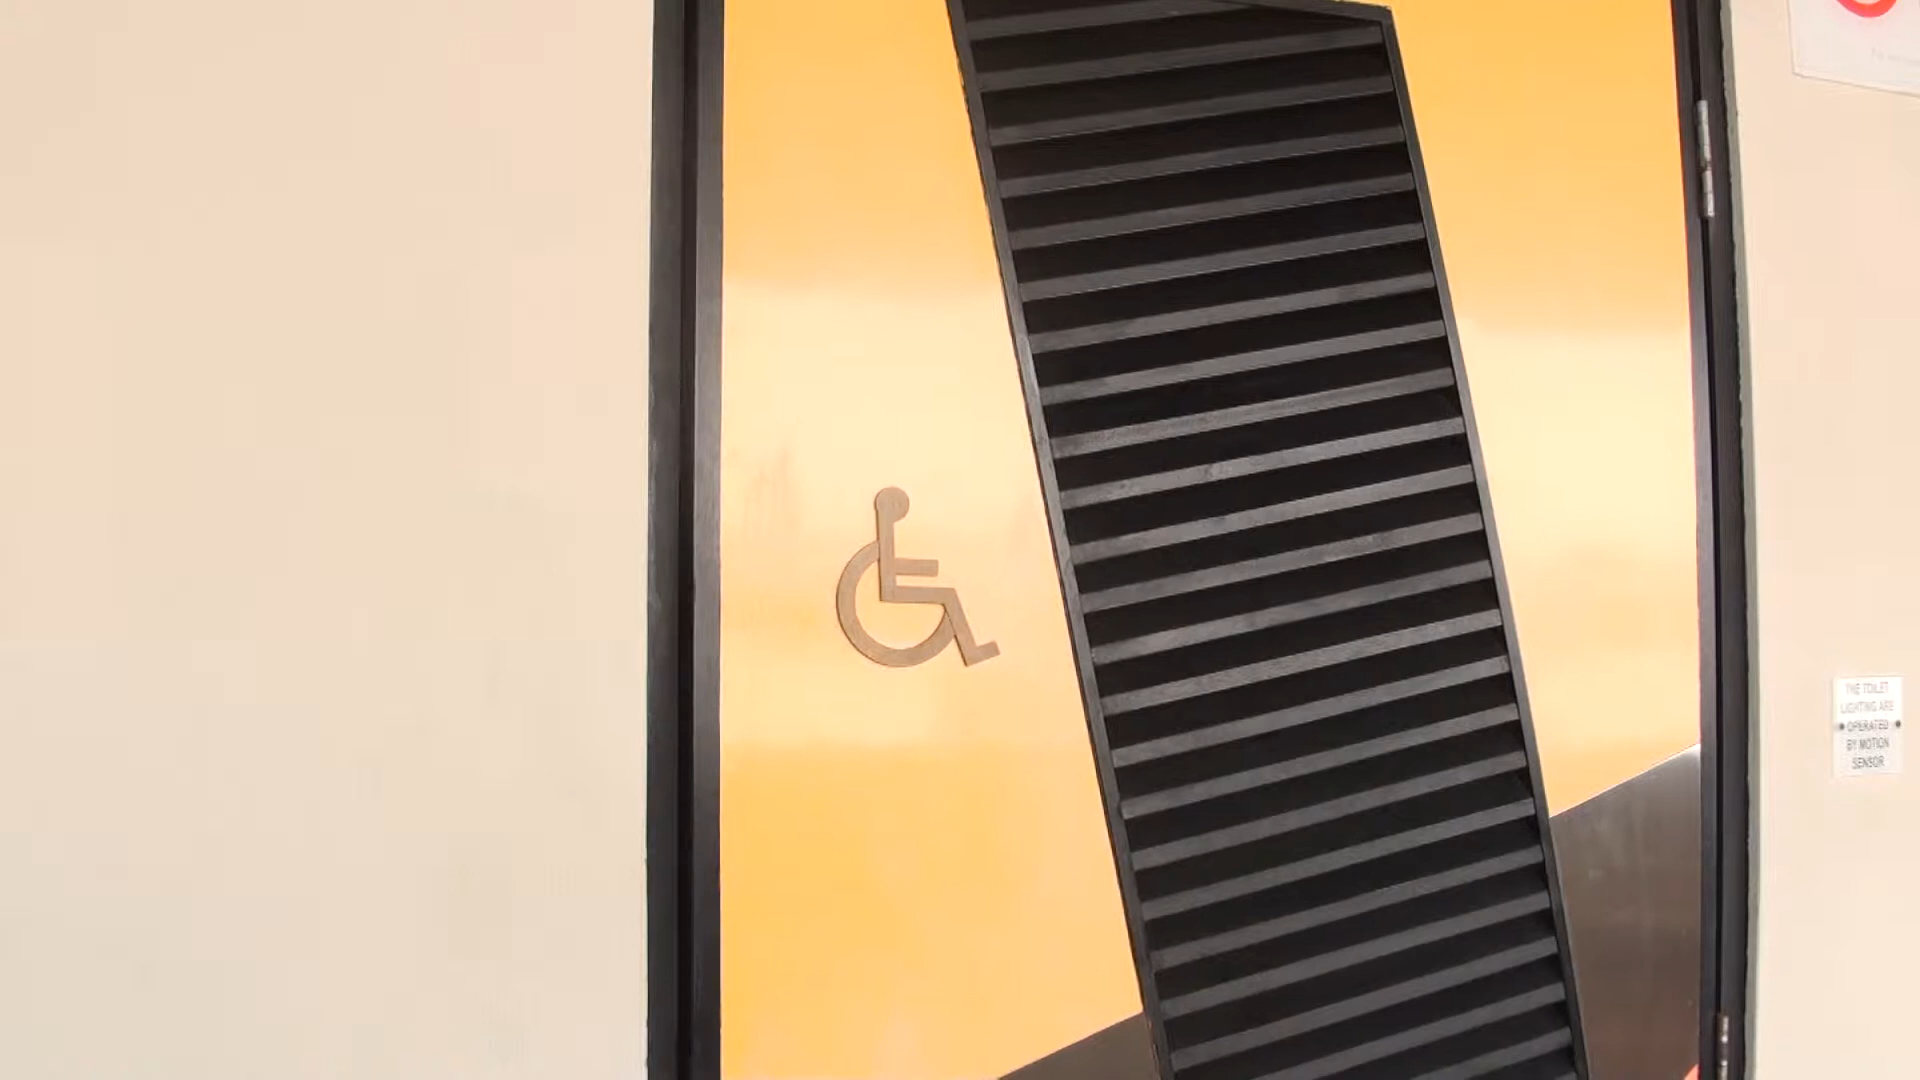 THE TOILET
LIGHTING ARE
OPERATED
BY MOTION
SENSOR